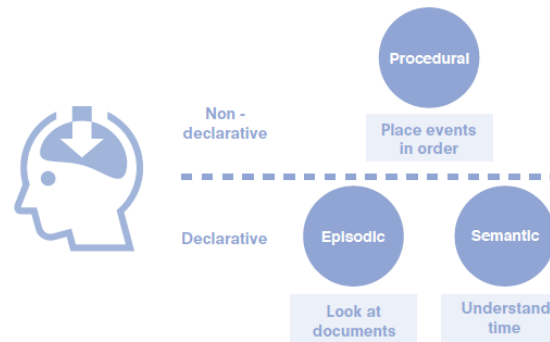 Procedural
Non -
declarative
Place events
in order
Declarative
Episodic
Semantic
Look at
documents
Understand
time